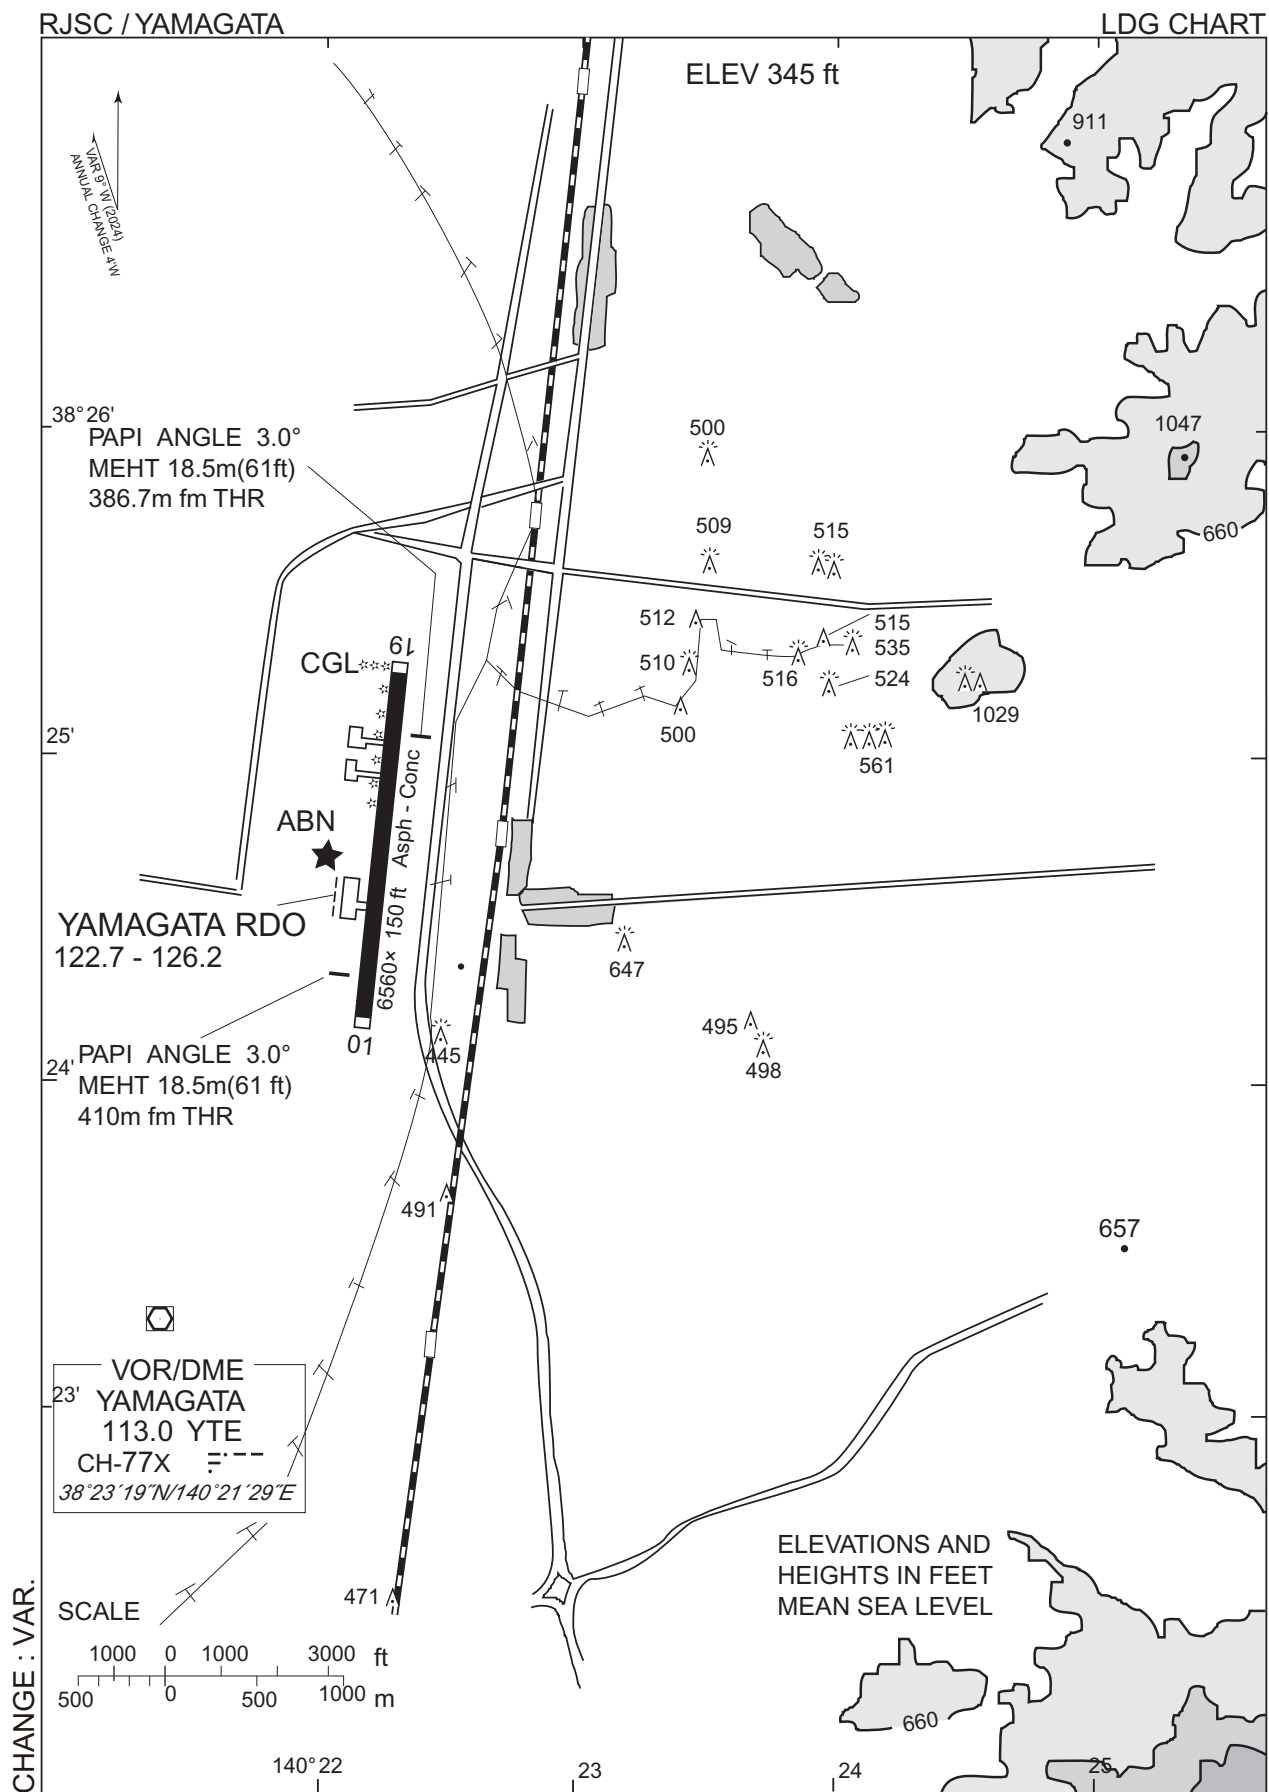 RJSC / YAMAGATA
LDG CHART
ELEV 345 ft
VAR 9° W (2024)
ANNUAL CHANGE 4'W
911
1047
660
38°26'
PAPI ANGLE 3.0°
MEHT 18.5m(61ft)
386.7m fm THR
500
509
515
512
515
510
535
516
524
500
1029
561
CGL
19
25'
ABN
6560× 150 ft Asph - Conc
YAMAGATA RDO
122.7 - 126.2
647
495
498
01
445
24'
PAPI ANGLE 3.0°
MEHT 18.5m(61 ft)
410m fm THR
491
657
23'
VOR/DME
YAMAGATA
113.0 YTE
CH-77X
38°23´19˝N/140°21´29˝E
ELEVATIONS AND
HEIGHTS IN FEET
MEAN SEA LEVEL
471
SCALE
1000 0 1000 3000 ft
500 0 500 1000 m
660
140°22
23
24
25
CHANGE : VAR.